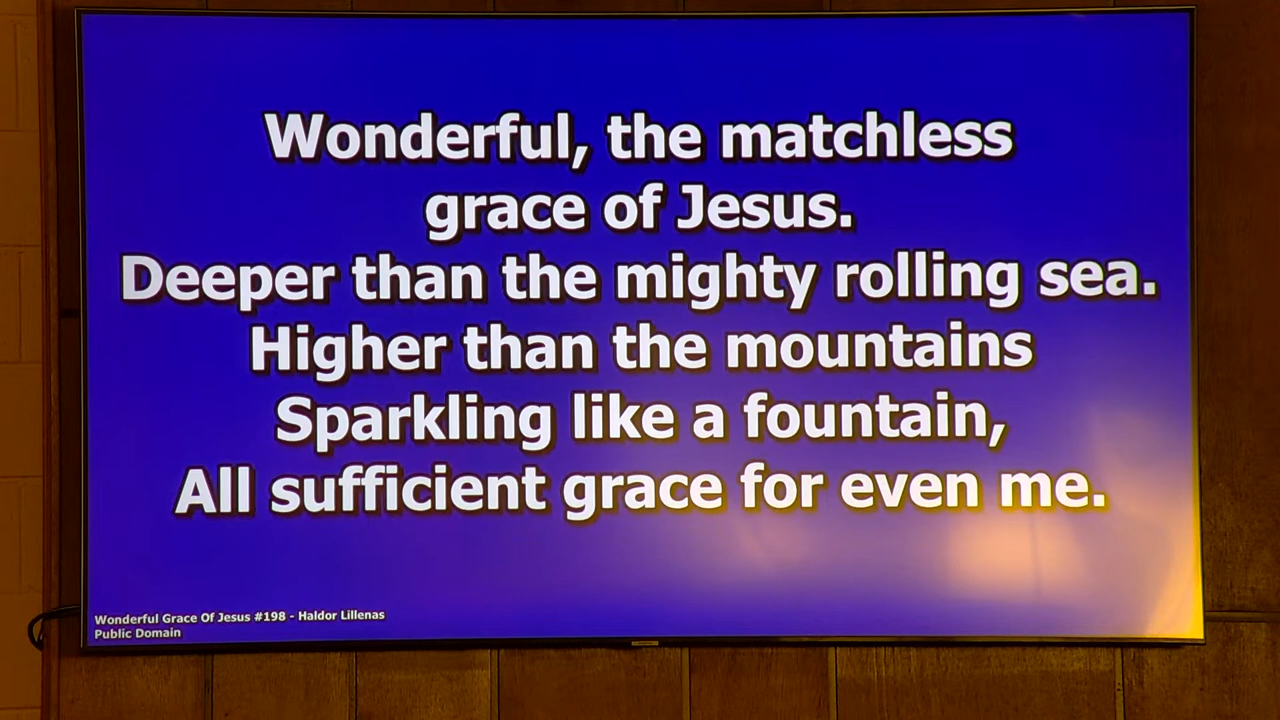 Wonderful, the matchless
grace of Jesus.
Deeper than the mighty rolling sea.
Higher than the mountains
Sparkling like a fountain,
All sufficient grace for even me.
Wonderful Grace Of Jesus #198 - Haldor Lillenas
Public Domain